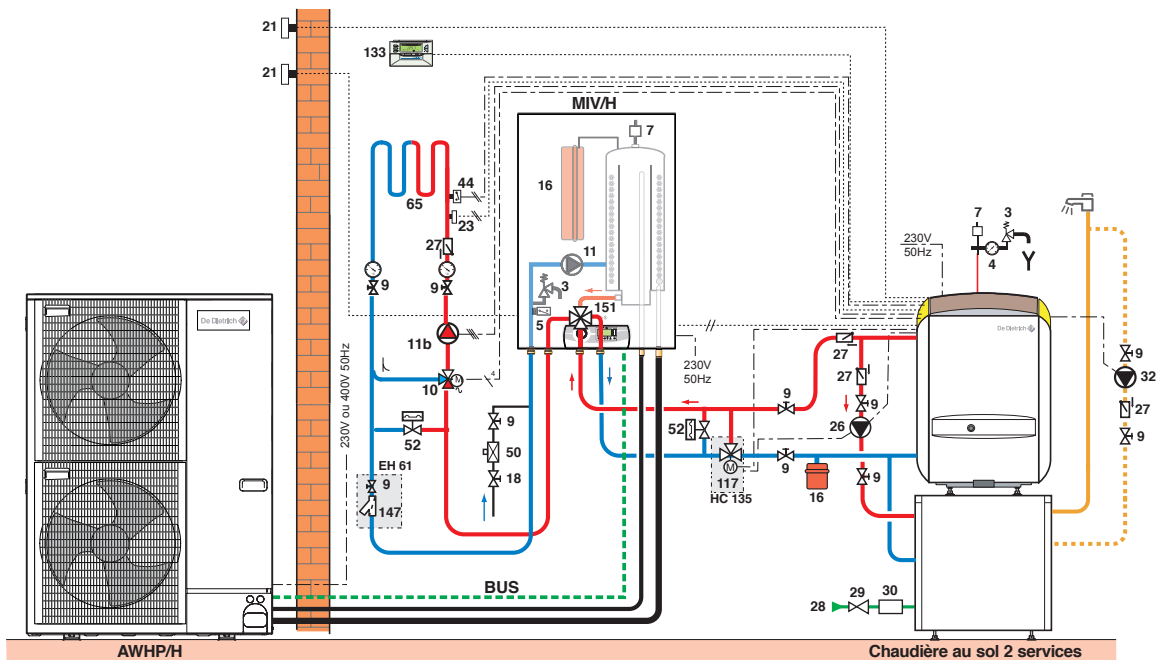 21
133
21
MIV/H
7
44
16
65
23
7
3
27
230V
50Hz
4
11
9
9
3
De Dietrich
151
De Dietrich
5
11b
27
9
27
230V
50Hz
32
10
M
4
9
27
230V ou 400V 50Hz
9
52
9
52
26
9
EH 61
50
9
M
9
9
18
117
16
147
HC 135
BUS
28
29
30
AWHP/H
Chaudière au sol 2 services